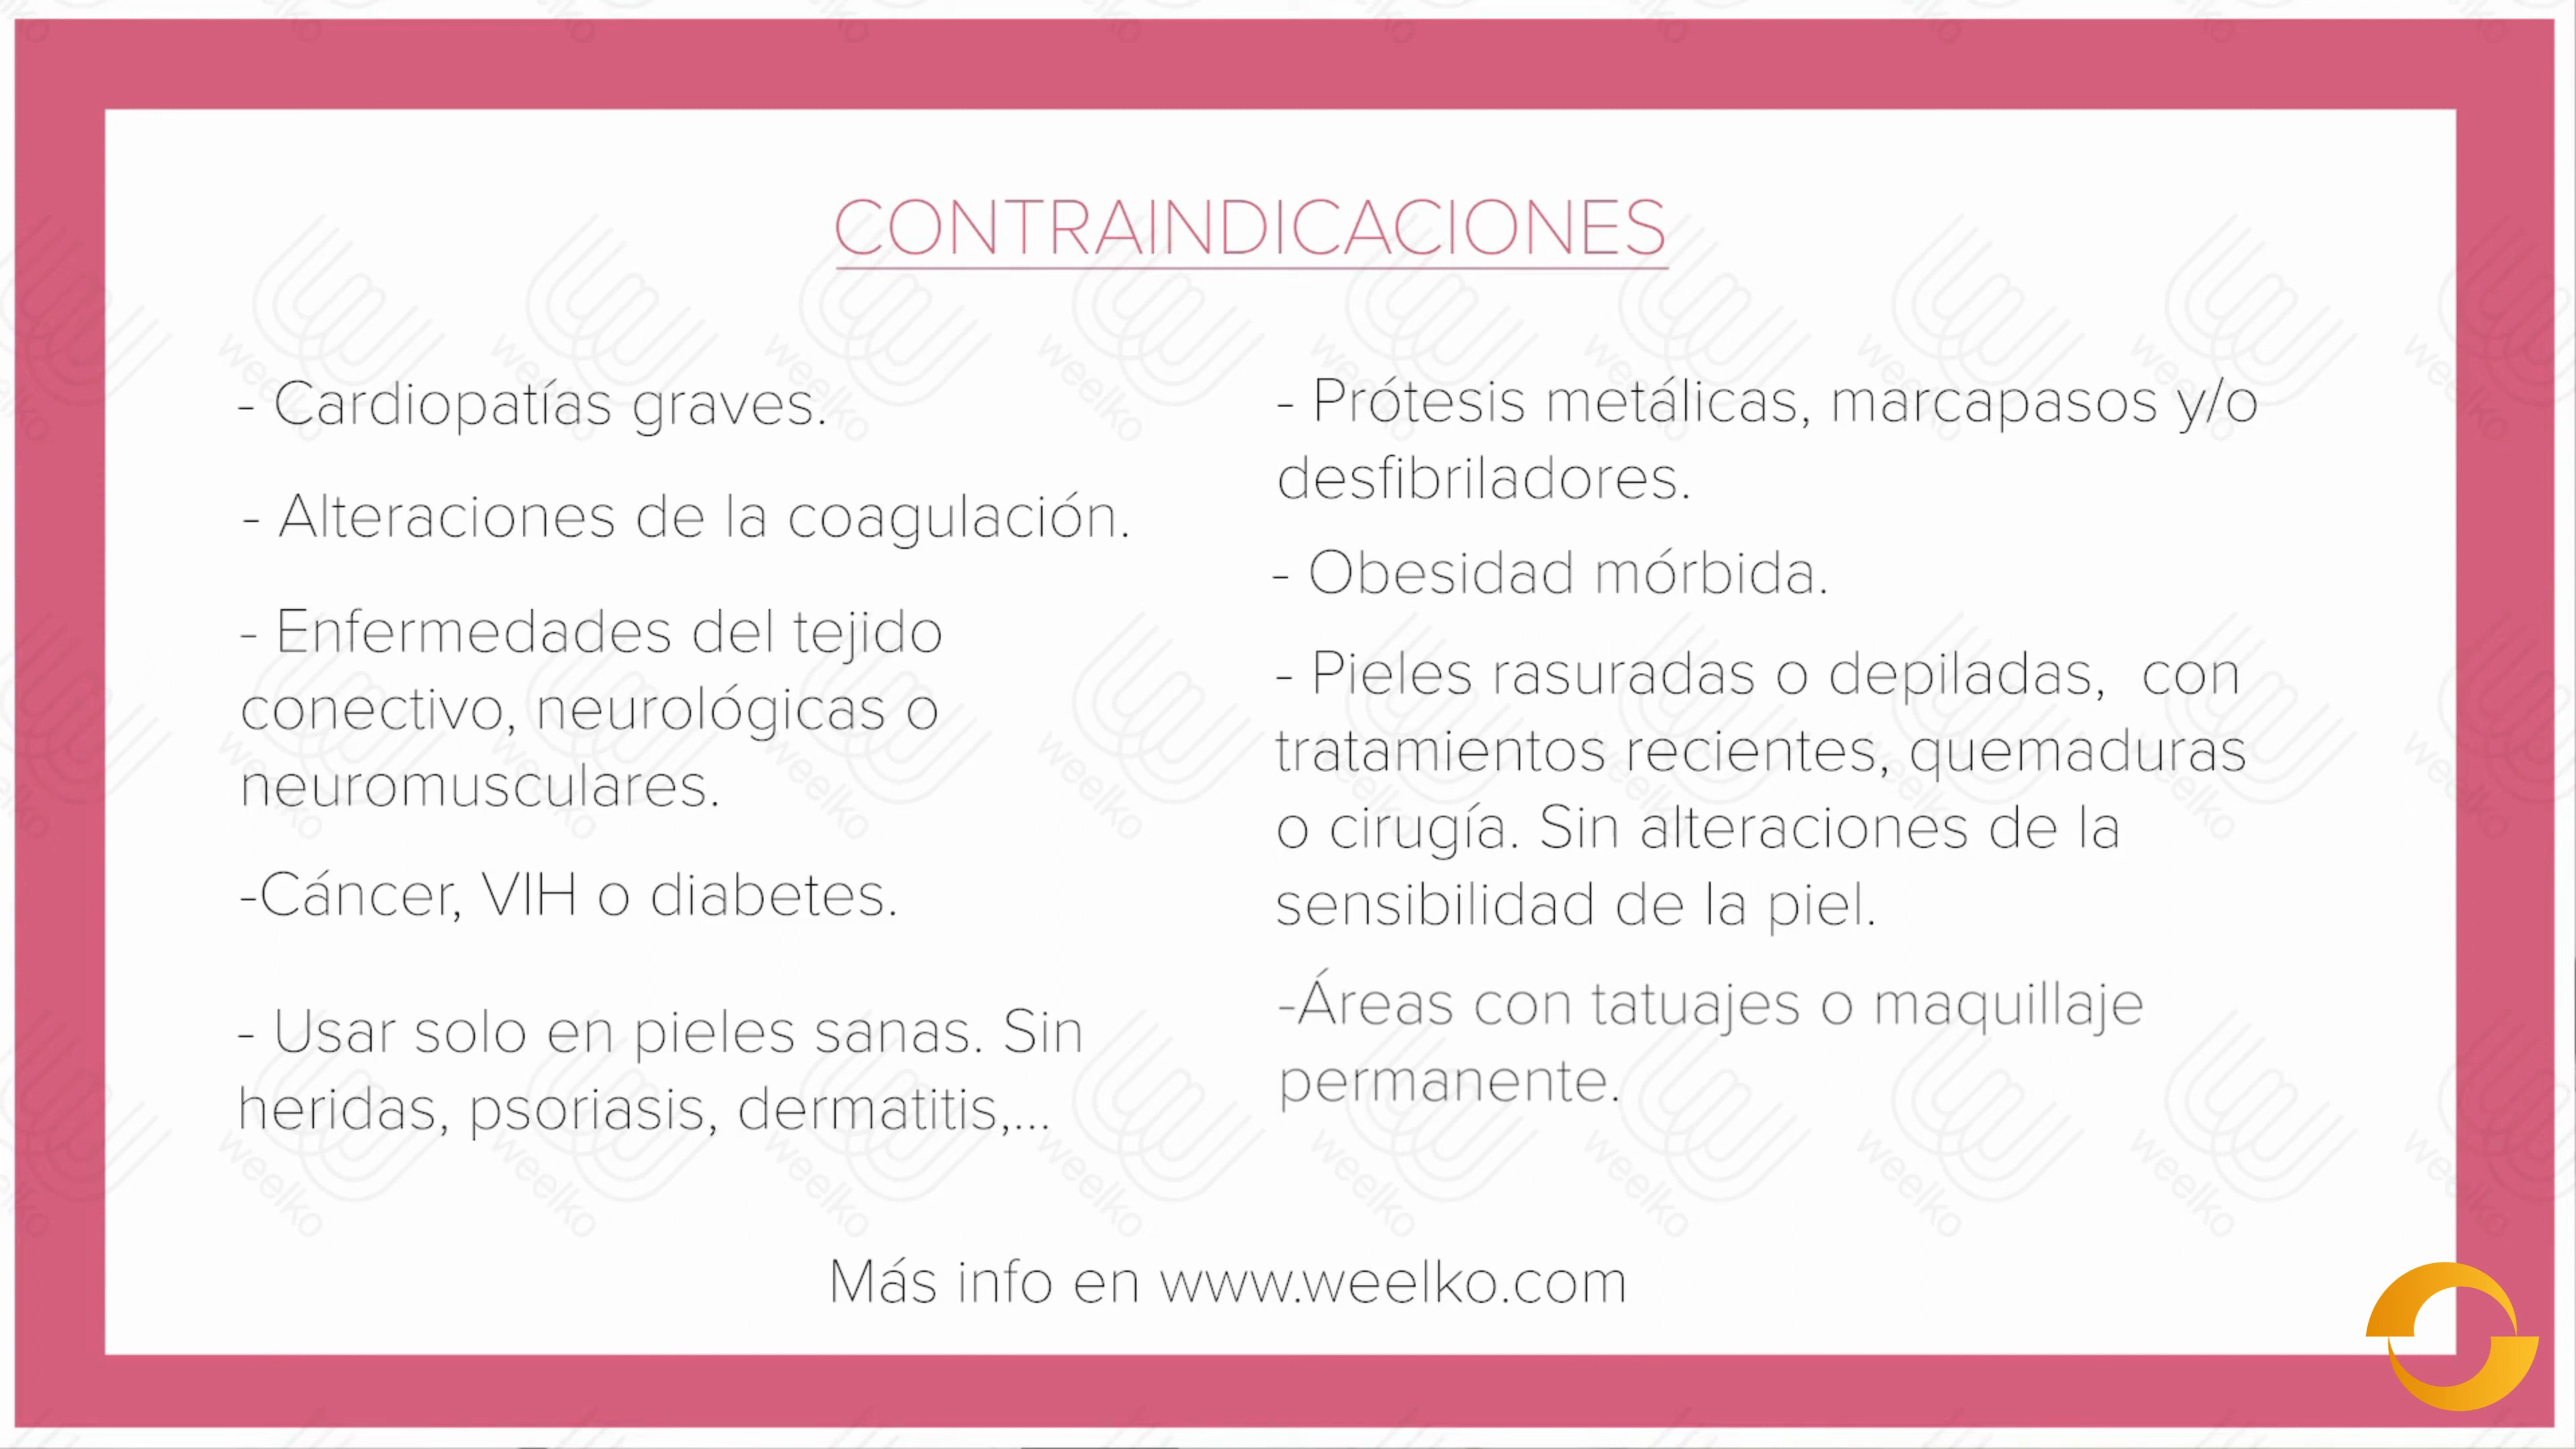 CONTRAINDICACIONES
- Cardiopatías graves.
- Alteraciones de la coagulación.
- Enfermedades del tejido
conectivo, neurológicas o
neuromusculares.
-Cáncer, VIH o diabetes.
- Usar solo en pieles sanas. Sin
heridas, psoriasis, dermatitis,...
- Prótesis metálicas, marcapasos y/o
desfibriladores.
- Obesidad mórbida.
- Pieles rasuradas o depiladas,  con
tratamientos recientes, quemaduras
o cirugía. Sin alteraciones de la
sensibilidad de la piel.
-Áreas con tatuajes o maquillaje
permanente.
Más info en www.weelko.com